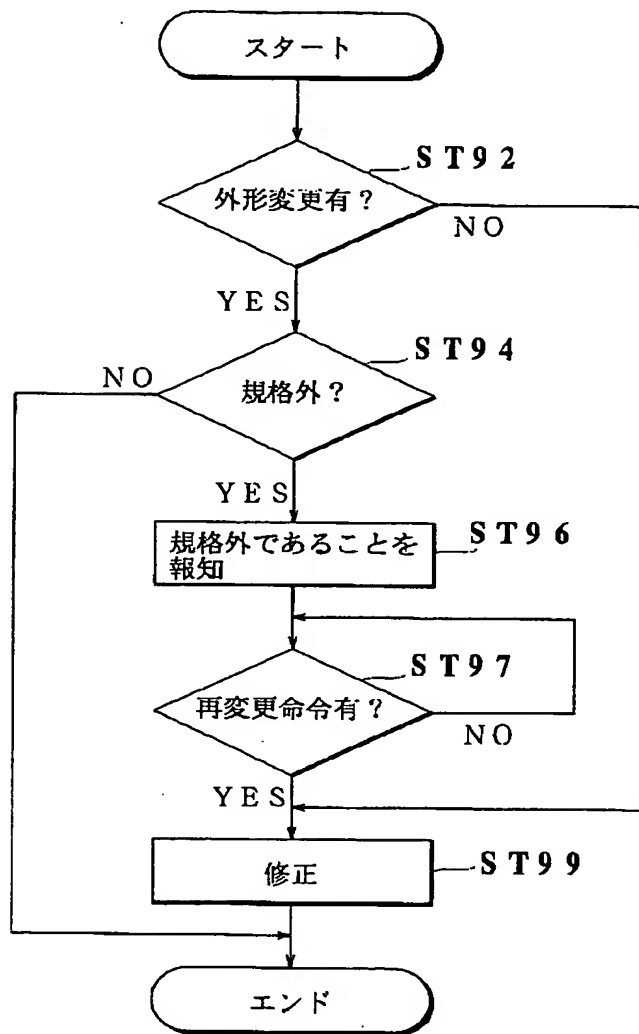 スタート
ST92
外形変更有？
NO
YES
ST94
NO
規格外？
YES
規格外であることを
報知
ST96
ST97
再変更命令有？
NO
YES
修正
ST99
エンド